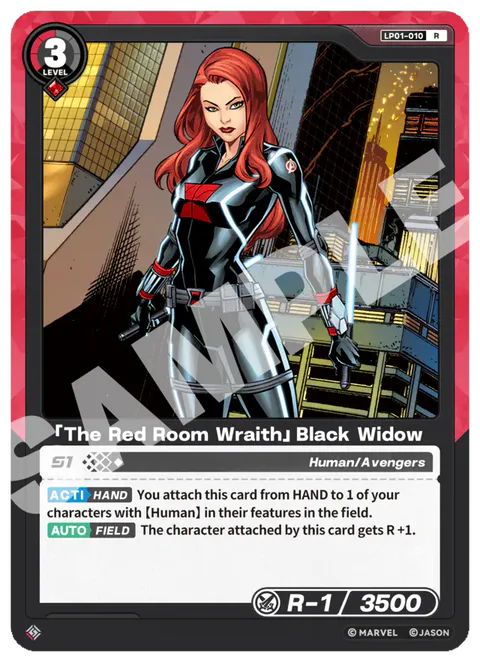 LP01-010 R
3
LEVEL
SAMPLE
「The Red Room Wraith」Black Widow
S1
Human/Avengers
ACTI HAND You attach this card from HAND to 1 of your
characters with【Human】in their features in the field.
AUTO FIELD The character attached by this card gets R +1.
R-1/ 3500
©MARVEL ©JASON